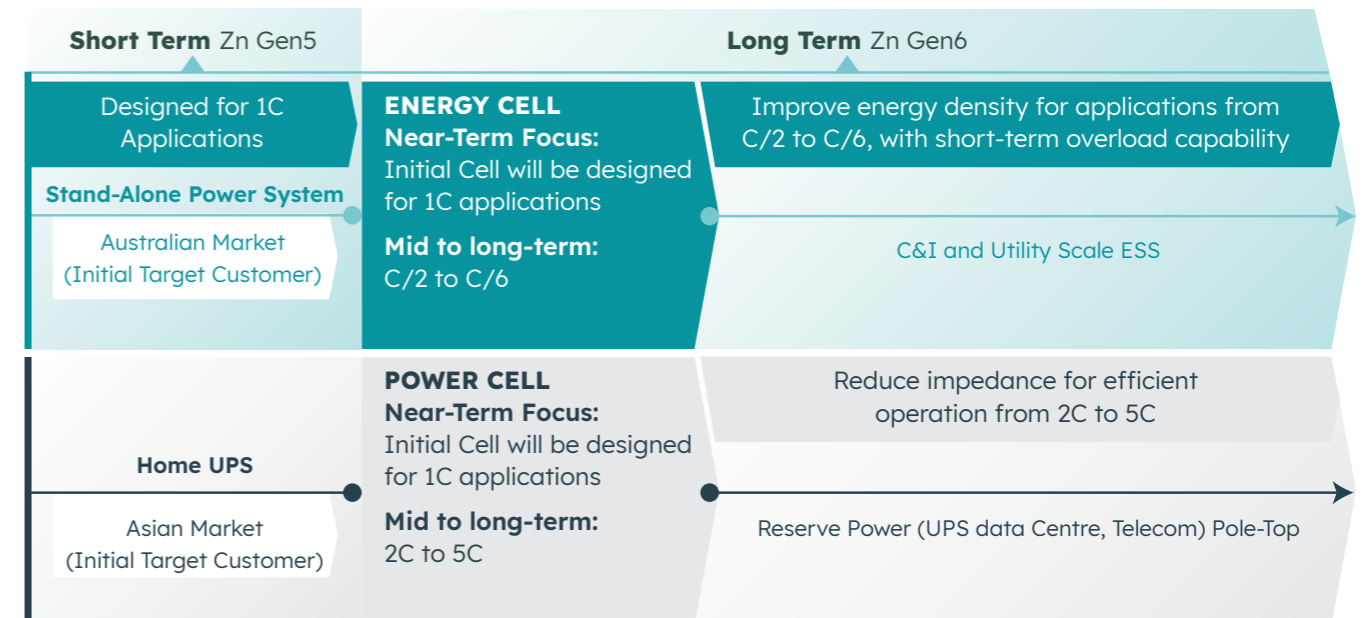 Short Term Zn Gen5
Long Term Zn Gen6
Designed for 1C
Applications
Stand-Alone Power System
Australian Market
(Initial Target Customer)
ENERGY CELL
Near-Term Focus:
Initial Cell will be designed
for 1C applications
Mid to long-term:
C/2 to C/6
Improve energy density for applications from
C/2 to C/6, with short-term overload capability
C&I and Utility Scale ESS
Home UPS
Asian Market
(Initial Target Customer)
POWER CELL
Near-Term Focus:
Initial Cell will be designed
for 1C applications
Mid to long-term:
2C to 5C
Reduce impedance for efficient
operation from 2C to 5C
Reserve Power (UPS data Centre, Telecom) Pole-Top